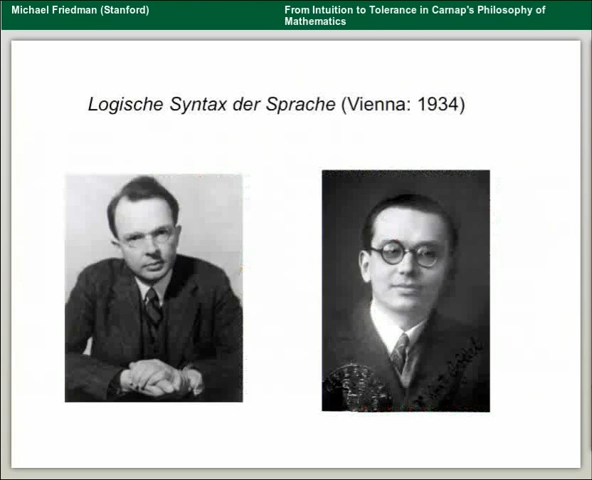 Michael Friedman (Stanford)
From Intuition to Tolerance in Carnap's Philosophy of
Mathematics
Logische Syntax der Sprache (Vienna: 1934)